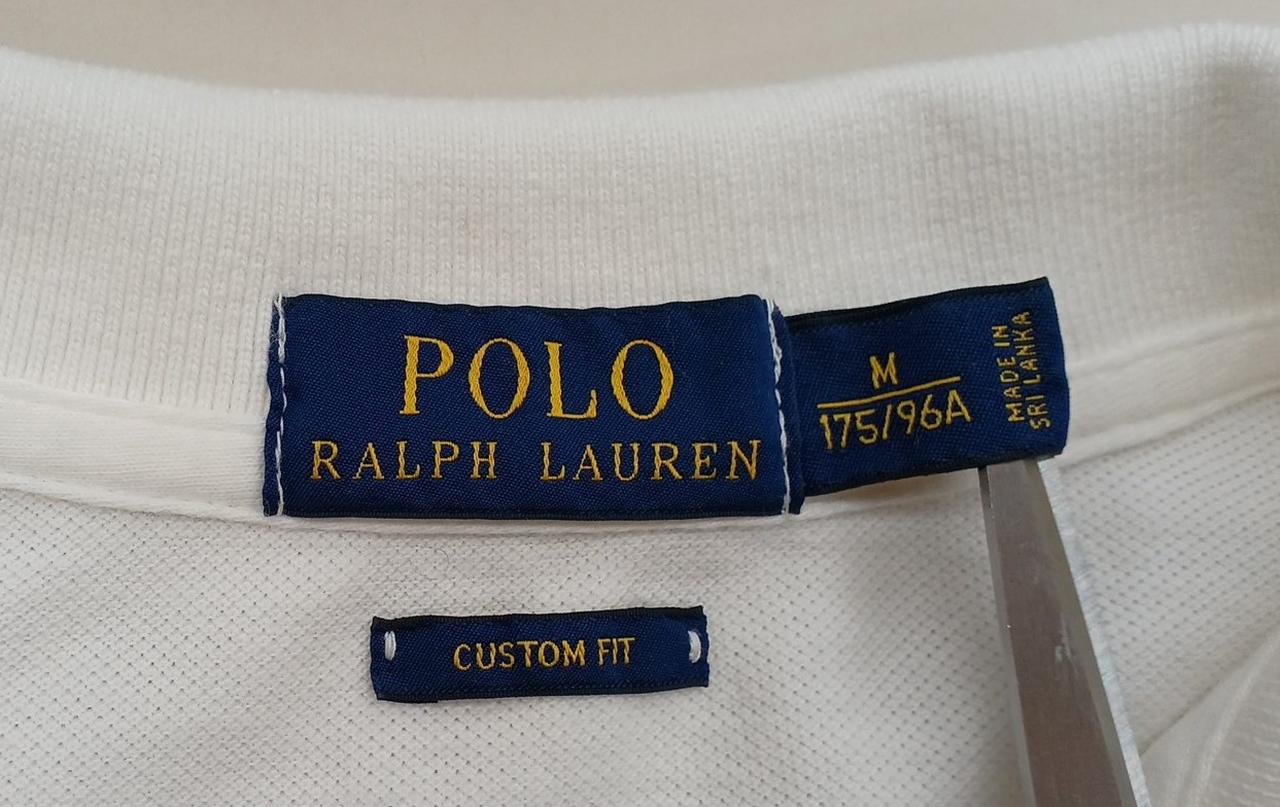 POLO
RALPH LAUREN
M
175/96A
MADE IN
SRI LANKA
CUSTOM FIT